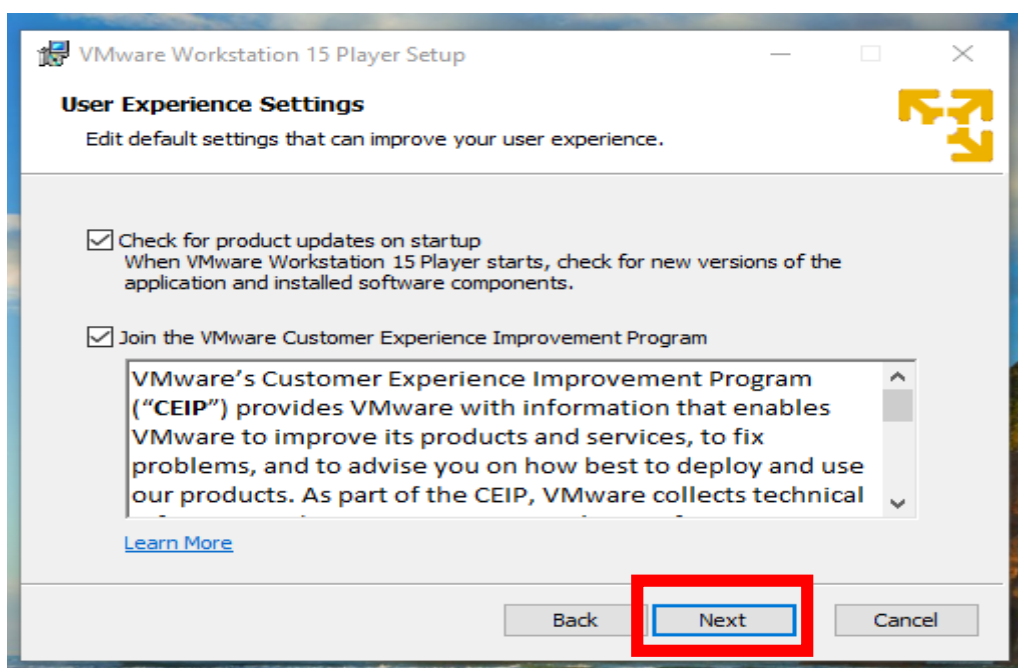 VMware Workstation 15 Player Setup
User Experience Settings
Edit default settings that can improve your user experience.
Check for product updates on startup
When VMware Workstation 15 Player starts, check for new versions of the
application and installed software components.
Join the VMware Customer Experience Improvement Program
VMware’s Customer Experience Improvement Program
(“CEIP”) provides VMware with information that enables
VMware to improve its products and services, to fix
problems, and to advise you on how best to deploy and use
our products. As part of the CEIP, VMware collects technical
Learn More
Back Next Cancel